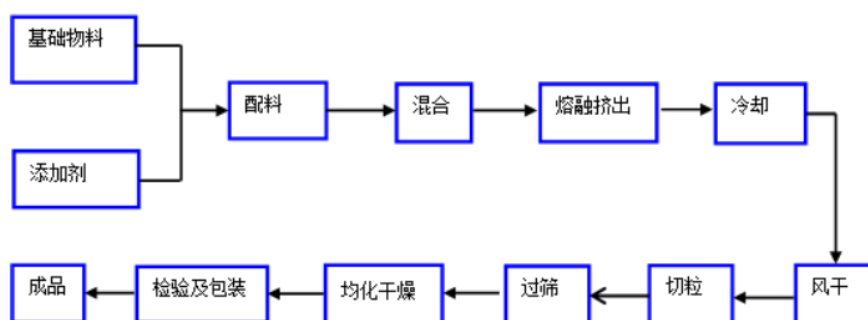 基础物料
添加剂
配料
混合
熔融挤出
冷却
风干
切粒
过筛
均化干燥
检验及包装
成品